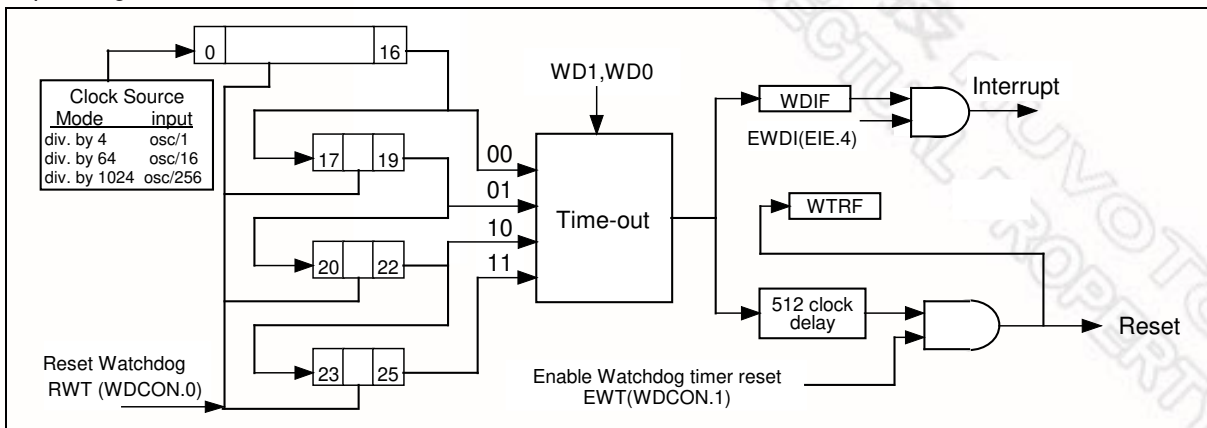 0 16
Clock Source
Mode input
div. by 4 osc/1
div. by 64 osc/16
div. by 1024 osc/256
17 19
20 22
23 25
Reset Watchdog
RWT (WDCON.0)
WD1,WD0
00
01
10
11
Time-out
WDIF
EWDI(EIE.4)
Interrupt
WTRF
512 clock
delay
Enable Watchdog timer reset
EWT(WDCON.1)
Reset